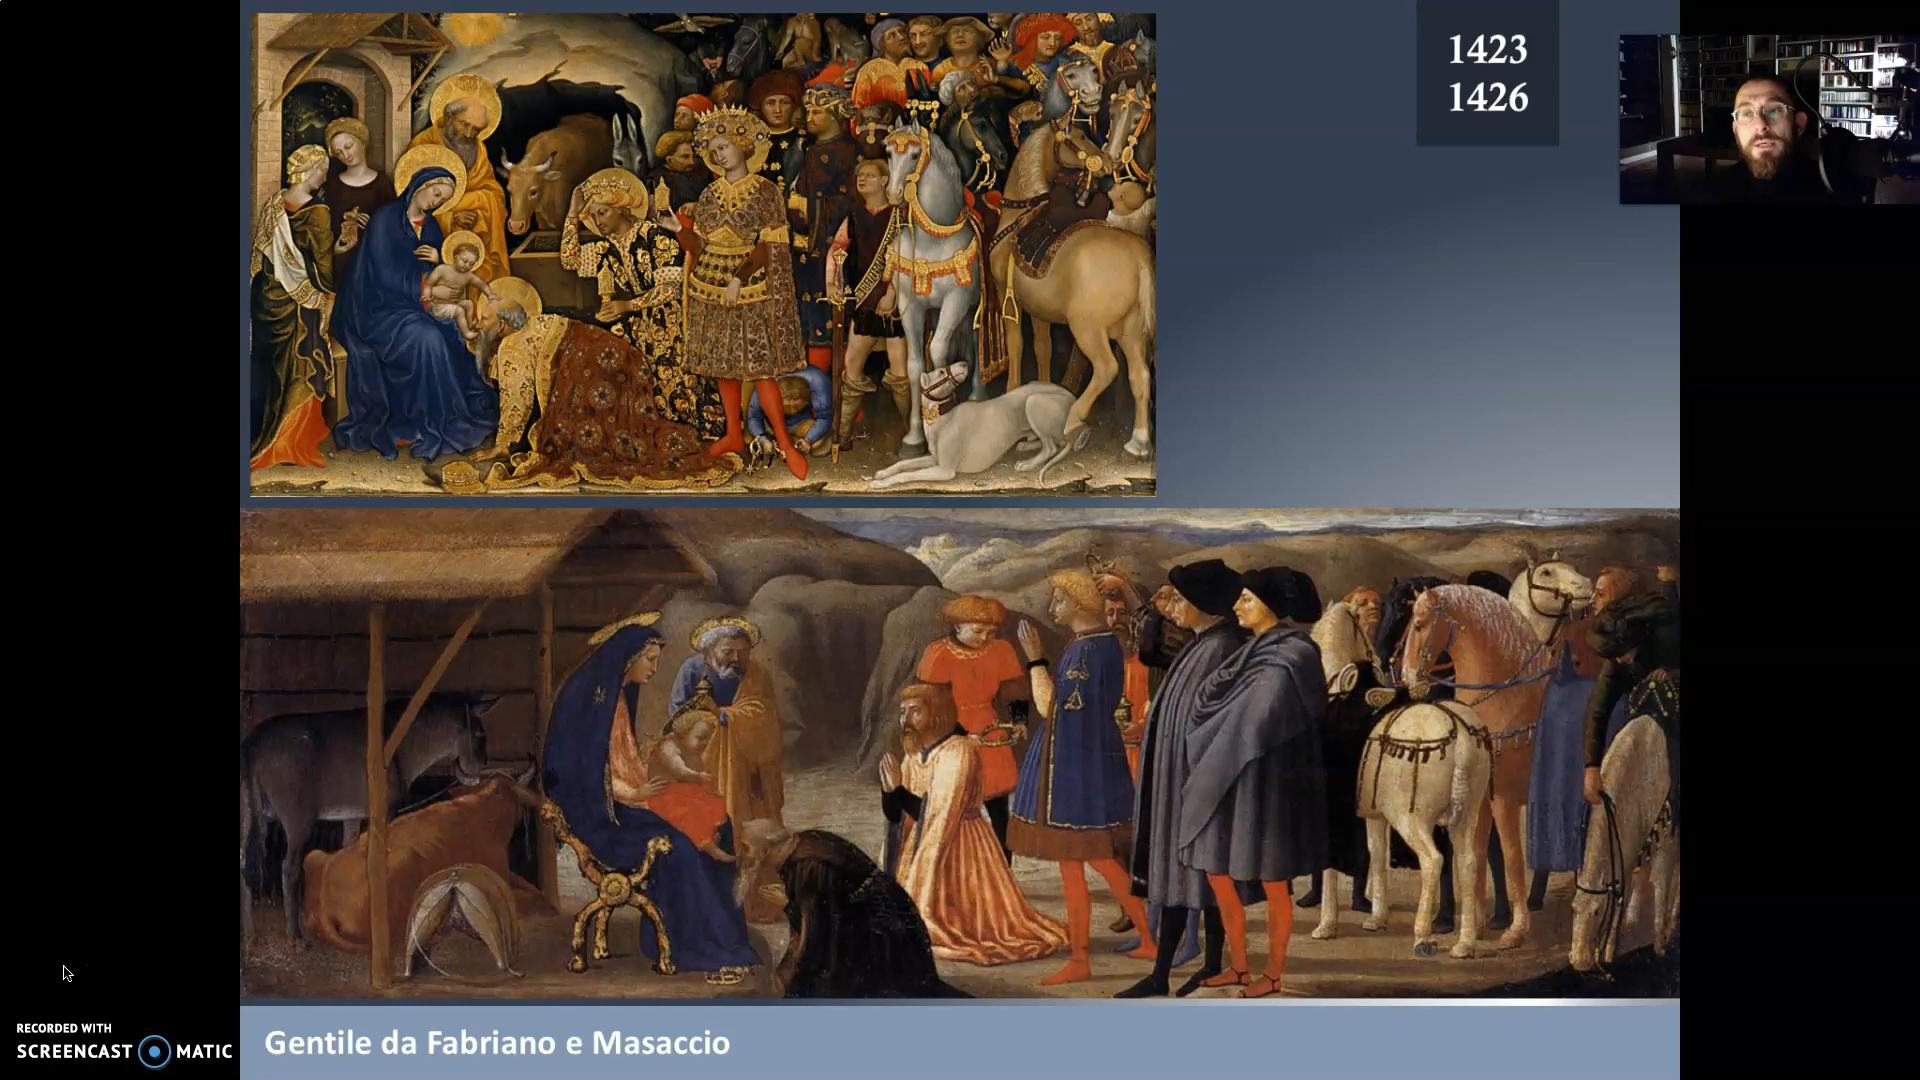 1423
1426
Gentile da Fabriano e Masaccio
RECORDED WITH
SCREENCAST MATIC